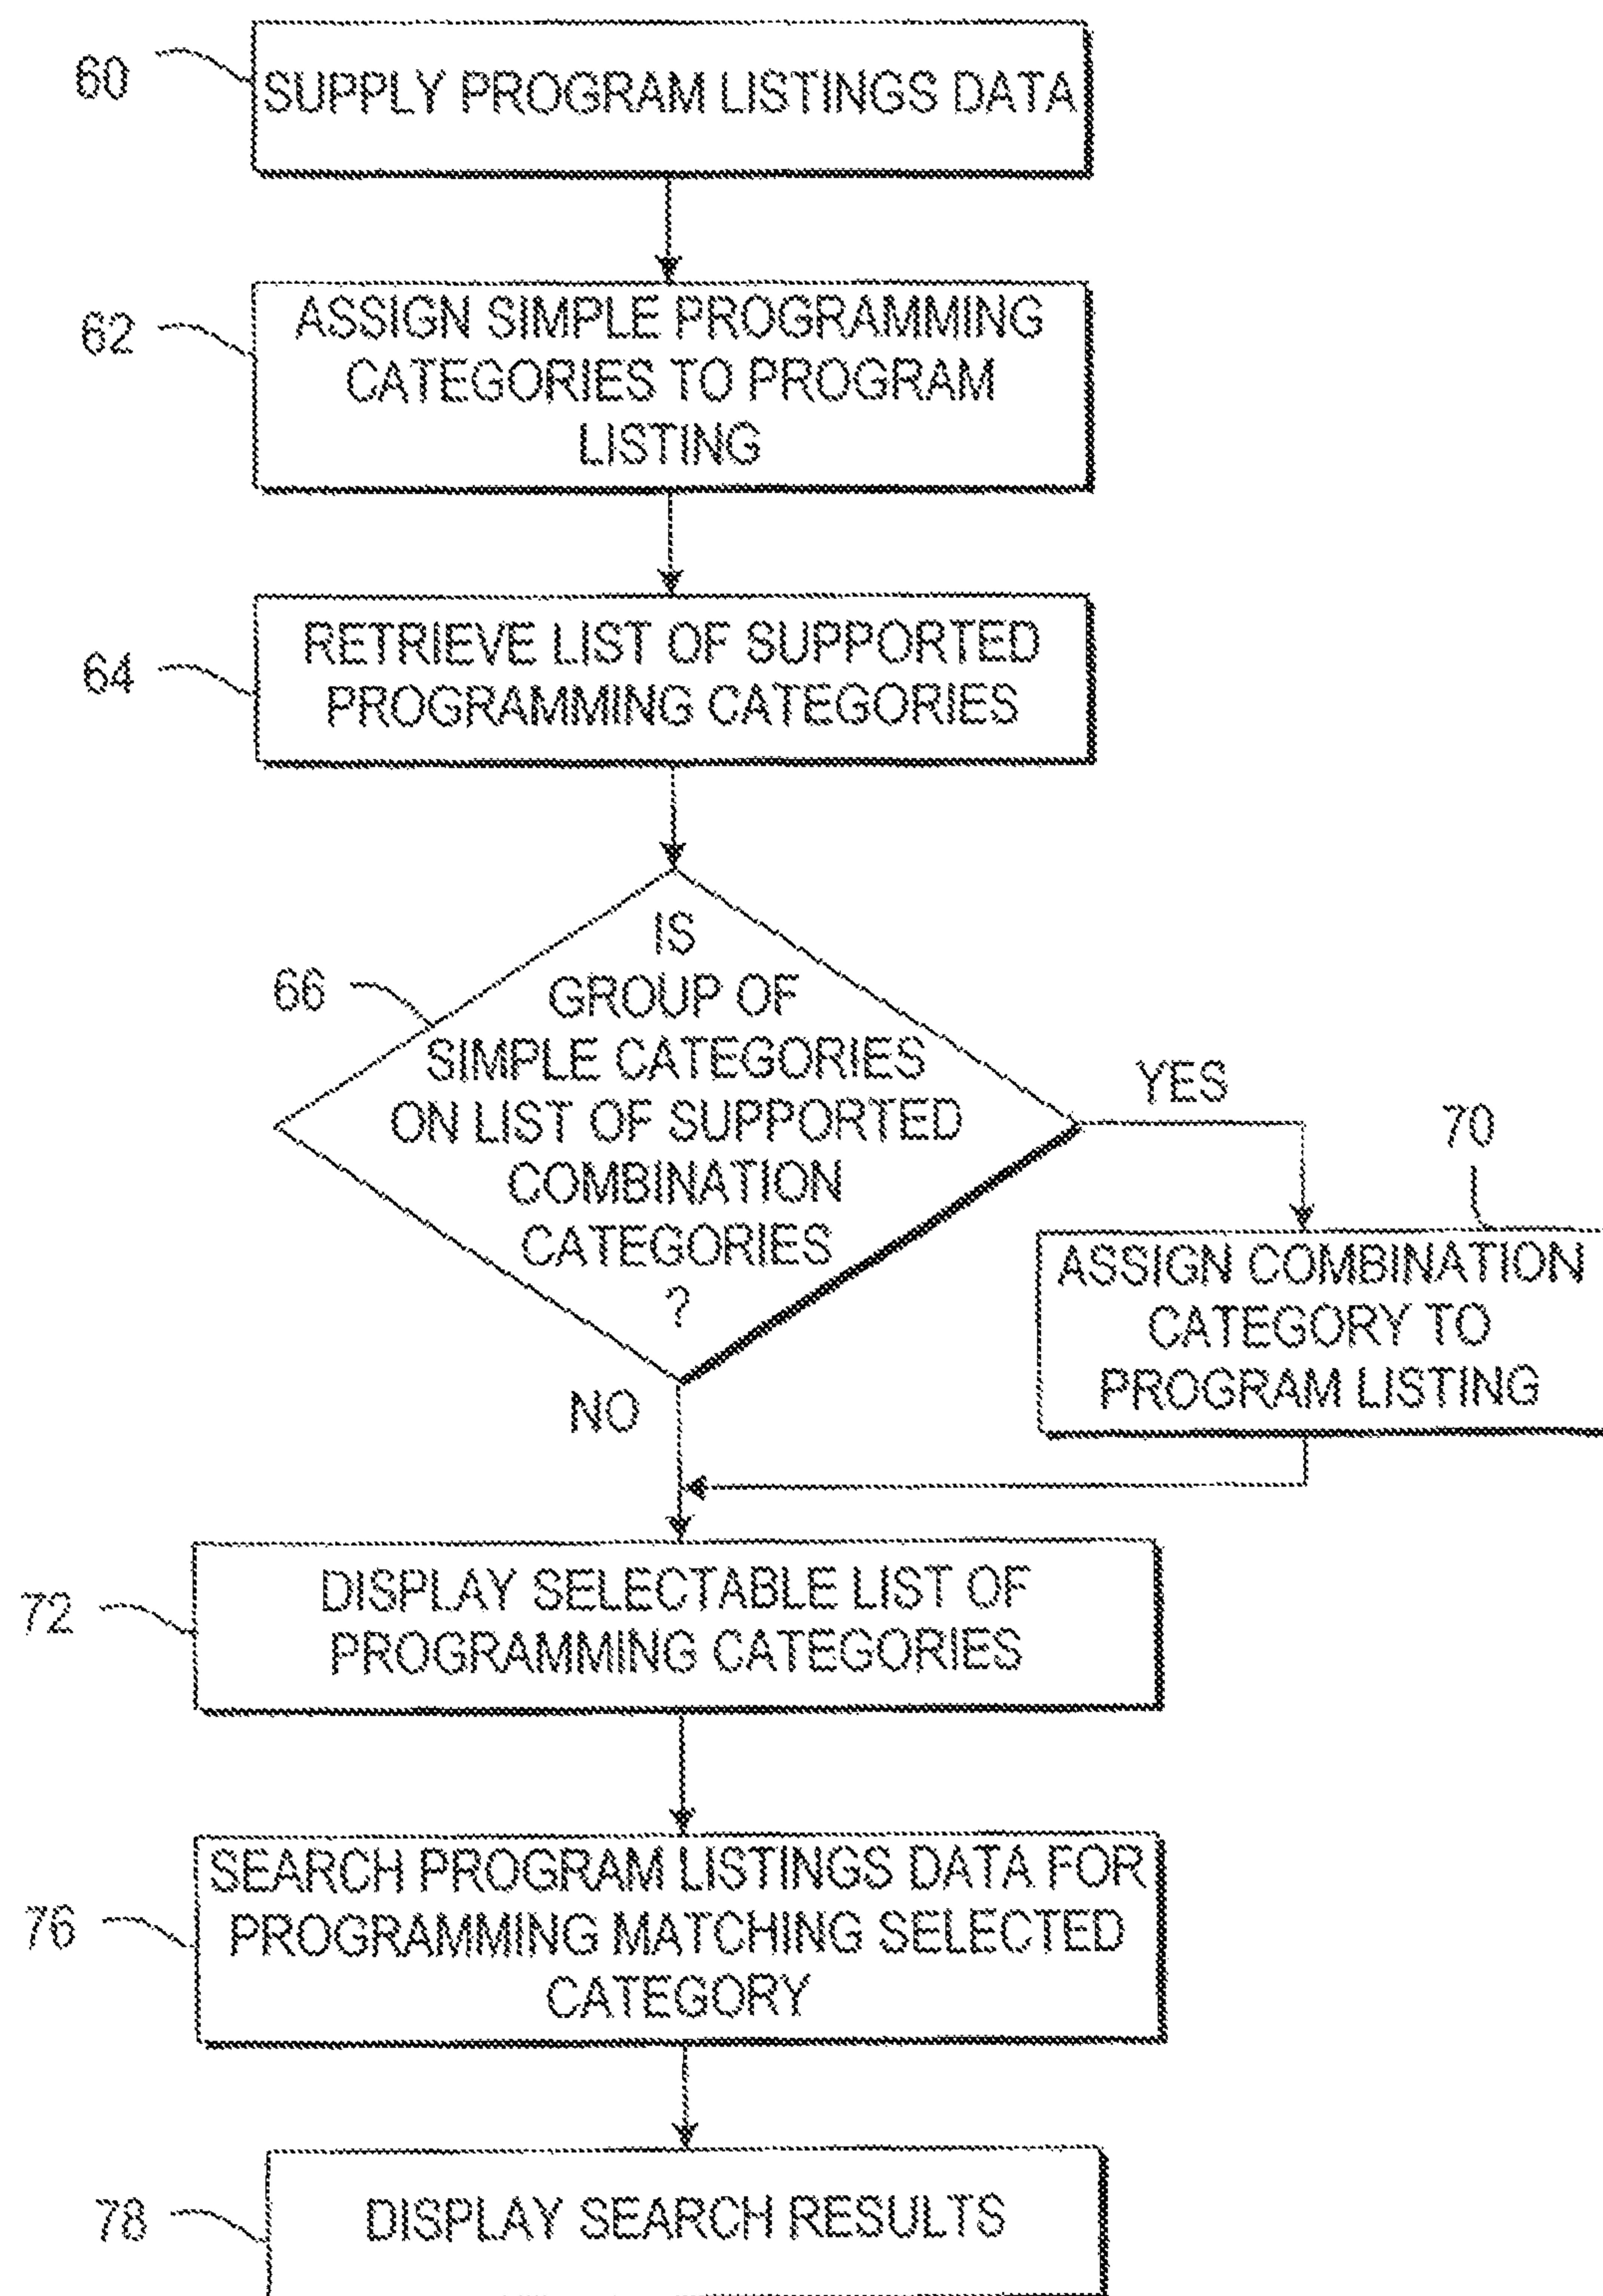 60
SUPPLY PROGRAM LISTINGS DATA
62
ASSIGN SIMPLE PROGRAMMING
CATEGORIES TO PROGRAM
LISTING
64
RETRIEVE LIST OF SUPPORTED
PROGRAMMING CATEGORIES
66
IS
GROUP OF
SIMPLE CATEGORIES
ON LIST OF SUPPORTED
COMBINATION
CATEGORIES
?
YES
70
ASSIGN COMBINATION
CATEGORY TO
PROGRAM LISTING
NO
72
DISPLAY SELECTABLE LIST OF
PROGRAMMING CATEGORIES
76
SEARCH PROGRAM LISTINGS DATA FOR
PROGRAMMING MATCHING SELECTED
CATEGORY
78
DISPLAY SEARCH RESULTS